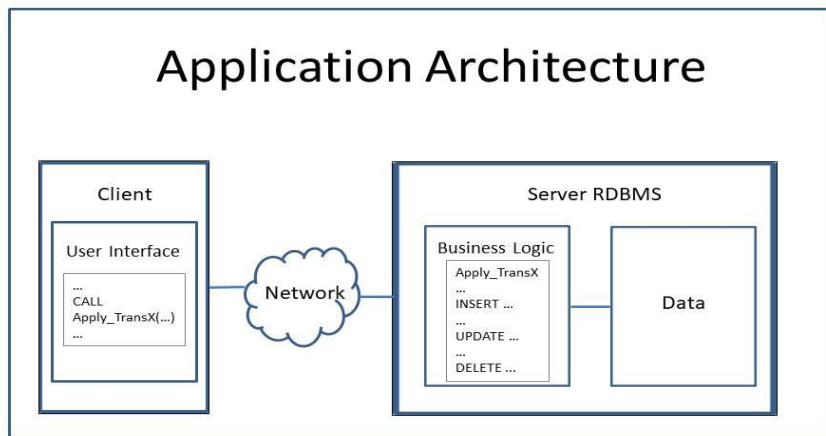 Application Architecture
Client
User Interface
...
CALL
Apply_TransX(...)
...
Network
Server RDBMS
Business Logic
Apply_TransX
...
INSERT ...
...
UPDATE ...
...
DELETE ...
Data